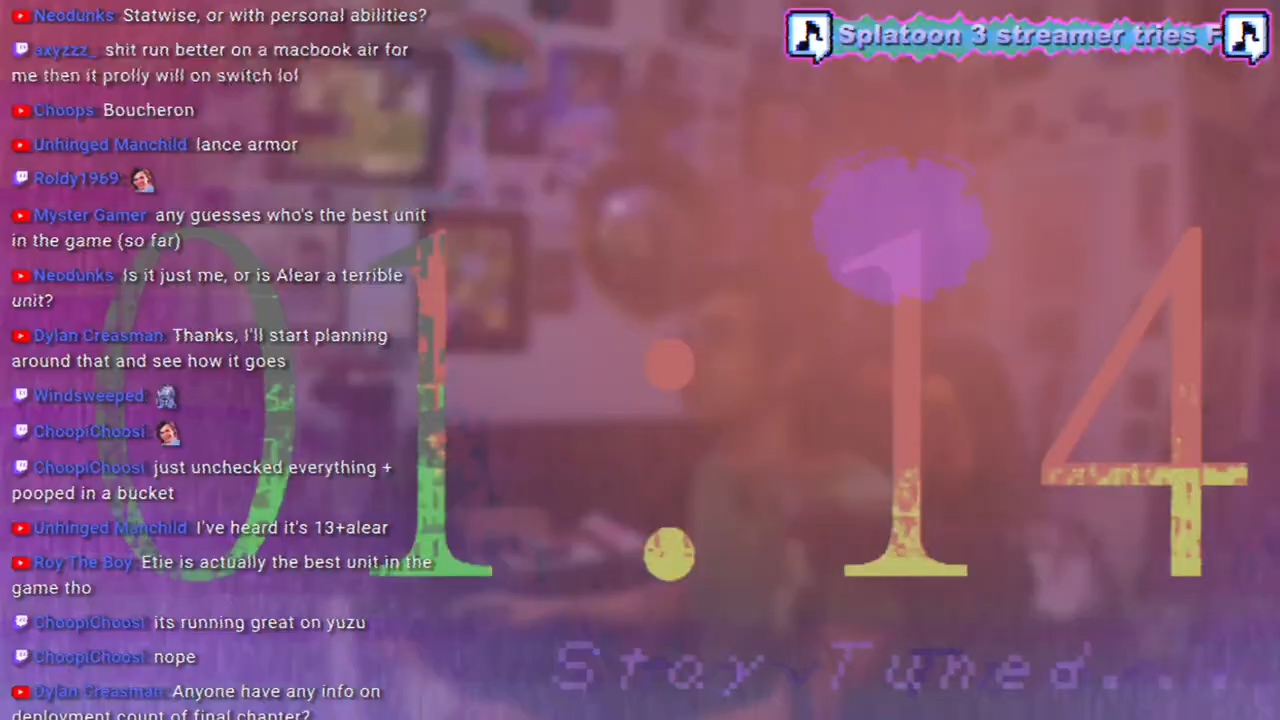 Neodunks: Statwise, or with personal abilities?
axyzzz_ shit run better on a macbook air for
me then it prolly will on switch lol
Choops: Boucheron
Unhinged Manchild: lance armor
Roldy1969:
Myster Gamer: any guesses who's the best unit
in the game (so far)
Neodunks: Is it just me, or is Alear a terrible
unit?
Dylan Creasman: Thanks, I'll start planning
around that and see how it goes
Windsweeped:
ChoopiChoosi:
ChoopiChoosi: just unchecked everything +
pooped in a bucket
Unhinged Manchild: I've heard it's 13+alear
Roy The Boy: Etie is actually the best unit in the
game tho
ChoopiChoosi: its running great on yuzu
ChoopiChoosi: nope
Dylan Creasman: Anyone have any info on
deployment count of final chapter?
Splatoon 3 streamer tries F
01:14
Stay Tuned...